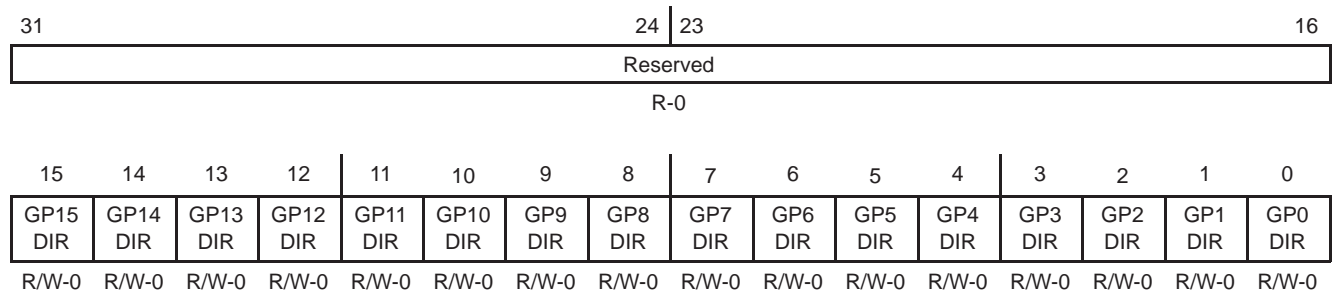 31 24 23 16
Reserved
R-0
15 14 13 12 11 10 9 8 7 6 5 4 3 2 1 0
GP15 GP14 GP13 GP12 GP11 GP10 GP9 GP8 GP7 GP6 GP5 GP4 GP3 GP2 GP1 GP0
DIR DIR DIR DIR DIR DIR DIR DIR DIR DIR DIR DIR DIR DIR DIR DIR
R/W-0 R/W-0 R/W-0 R/W-0 R/W-0 R/W-0 R/W-0 R/W-0 R/W-0 R/W-0 R/W-0 R/W-0 R/W-0 R/W-0 R/W-0 R/W-0